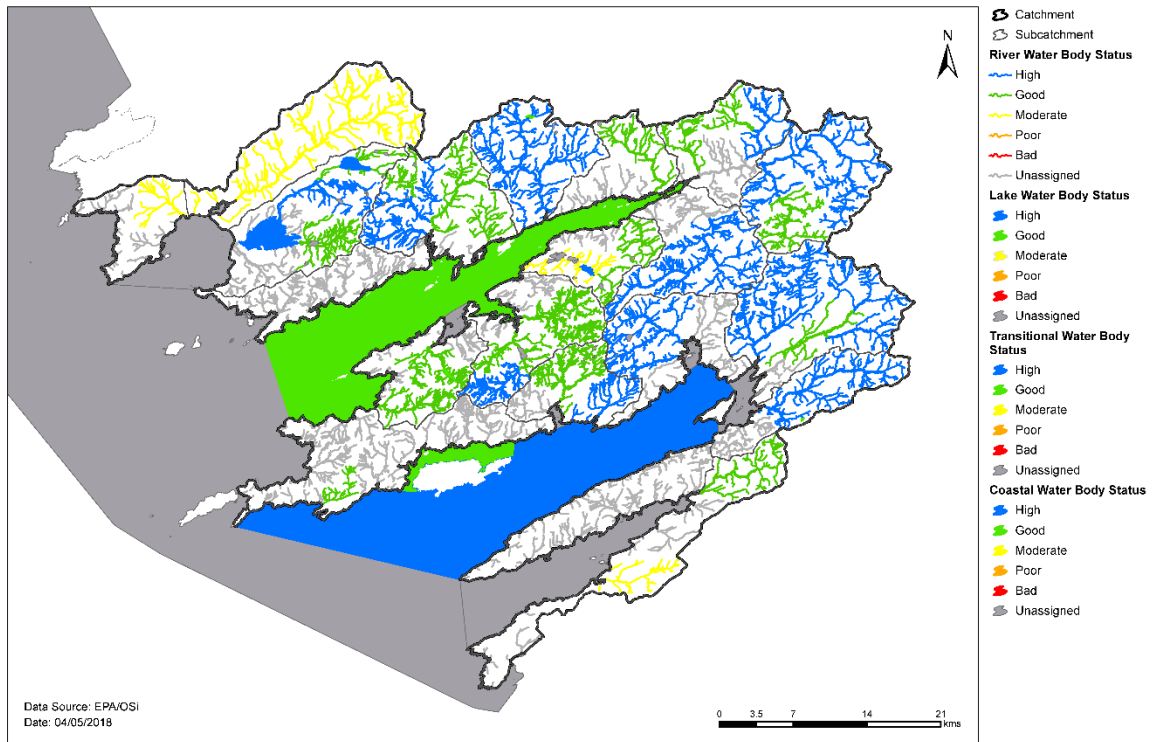 N
Data Source: EPA/OSi
Date: 04/05/2018
0 3.5 7 14 21
kms
Catchment
Subcatchment
River Water Body Status
High
Good
Moderate
Poor
Bad
Unassigned
Lake Water Body Status
High
Good
Moderate
Poor
Bad
Unassigned
Transitional Water Body
Status
High
Good
Moderate
Poor
Bad
Unassigned
Coastal Water Body Status
High
Good
Moderate
Poor
Bad
Unassigned